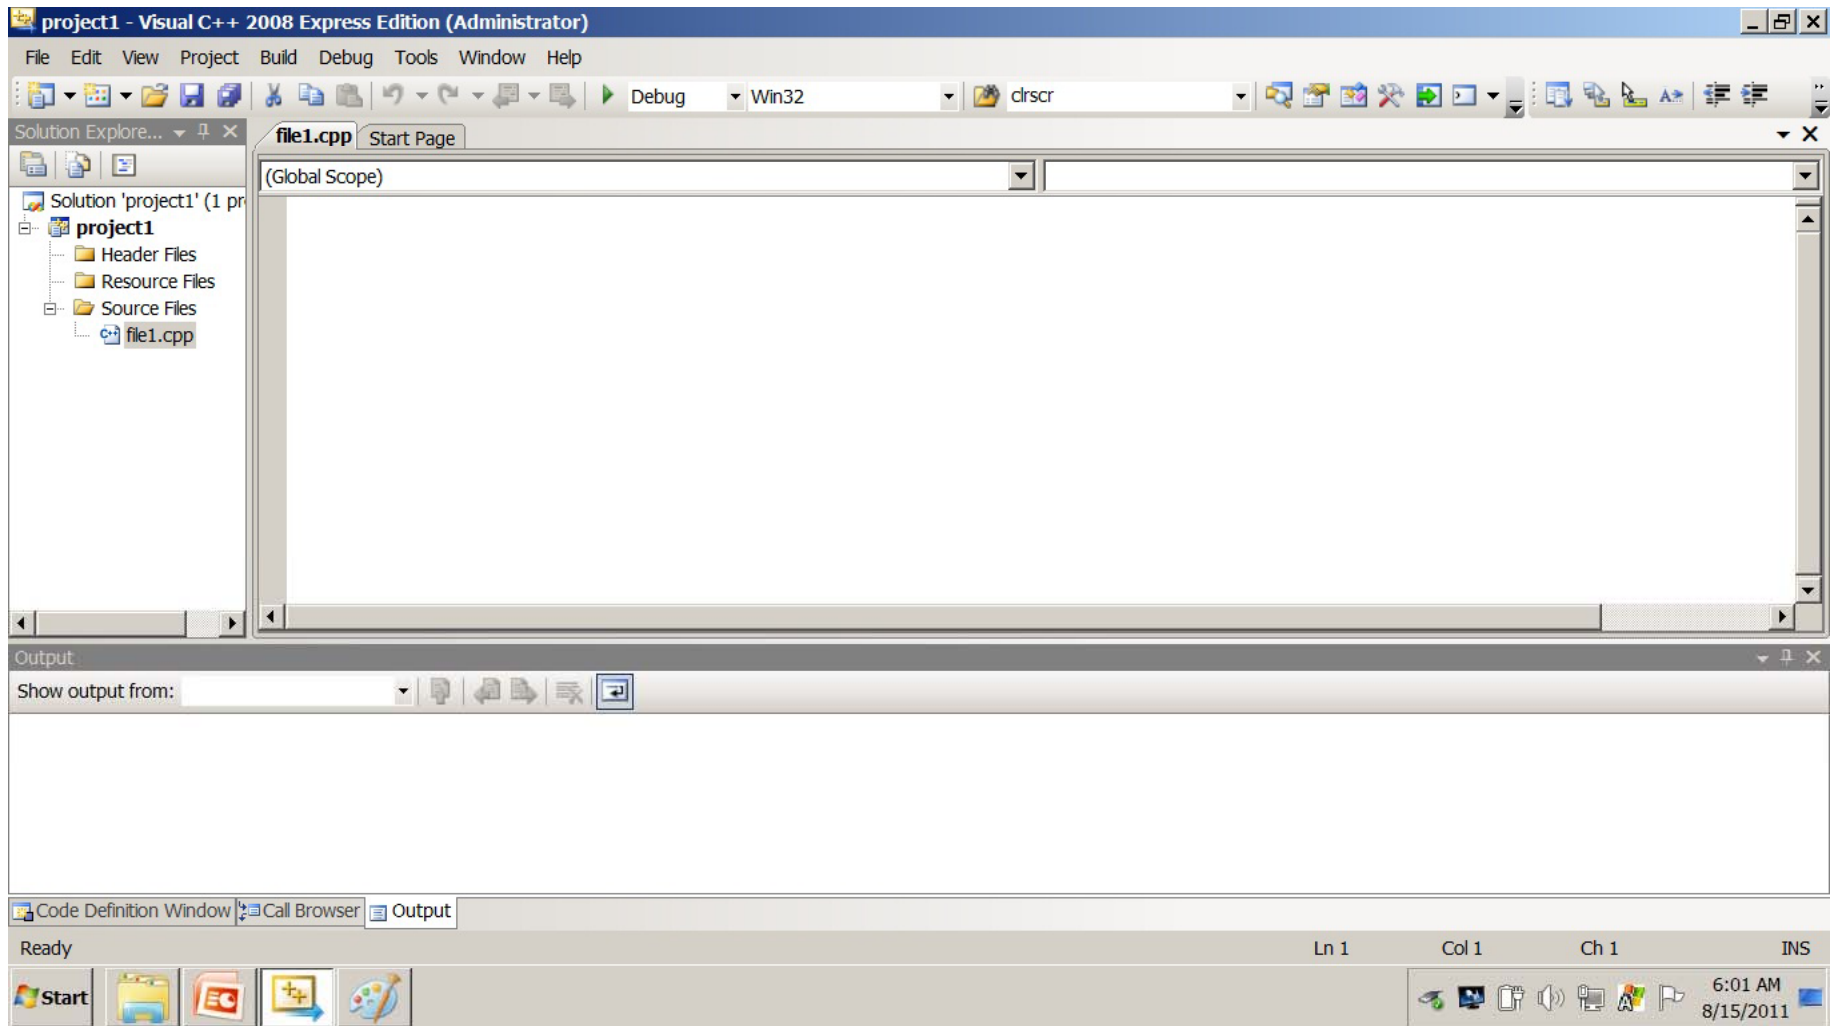 project1 - Visual C++ 2008 Express Edition (Administrator)
File Edit View Project Build Debug Tools Window Help
Debug Win32 clrscr
Solution Explore...
file1.cpp Start Page
(Global Scope)
Solution 'project1' (1 pr
project1
Header Files
Resource Files
Source Files
file1.cpp
Output
Show output from:
Code Definition Window Call Browser Output
Ready Ln 1 Col 1 Ch 1 INS
Start
6:01 AM
8/15/2011